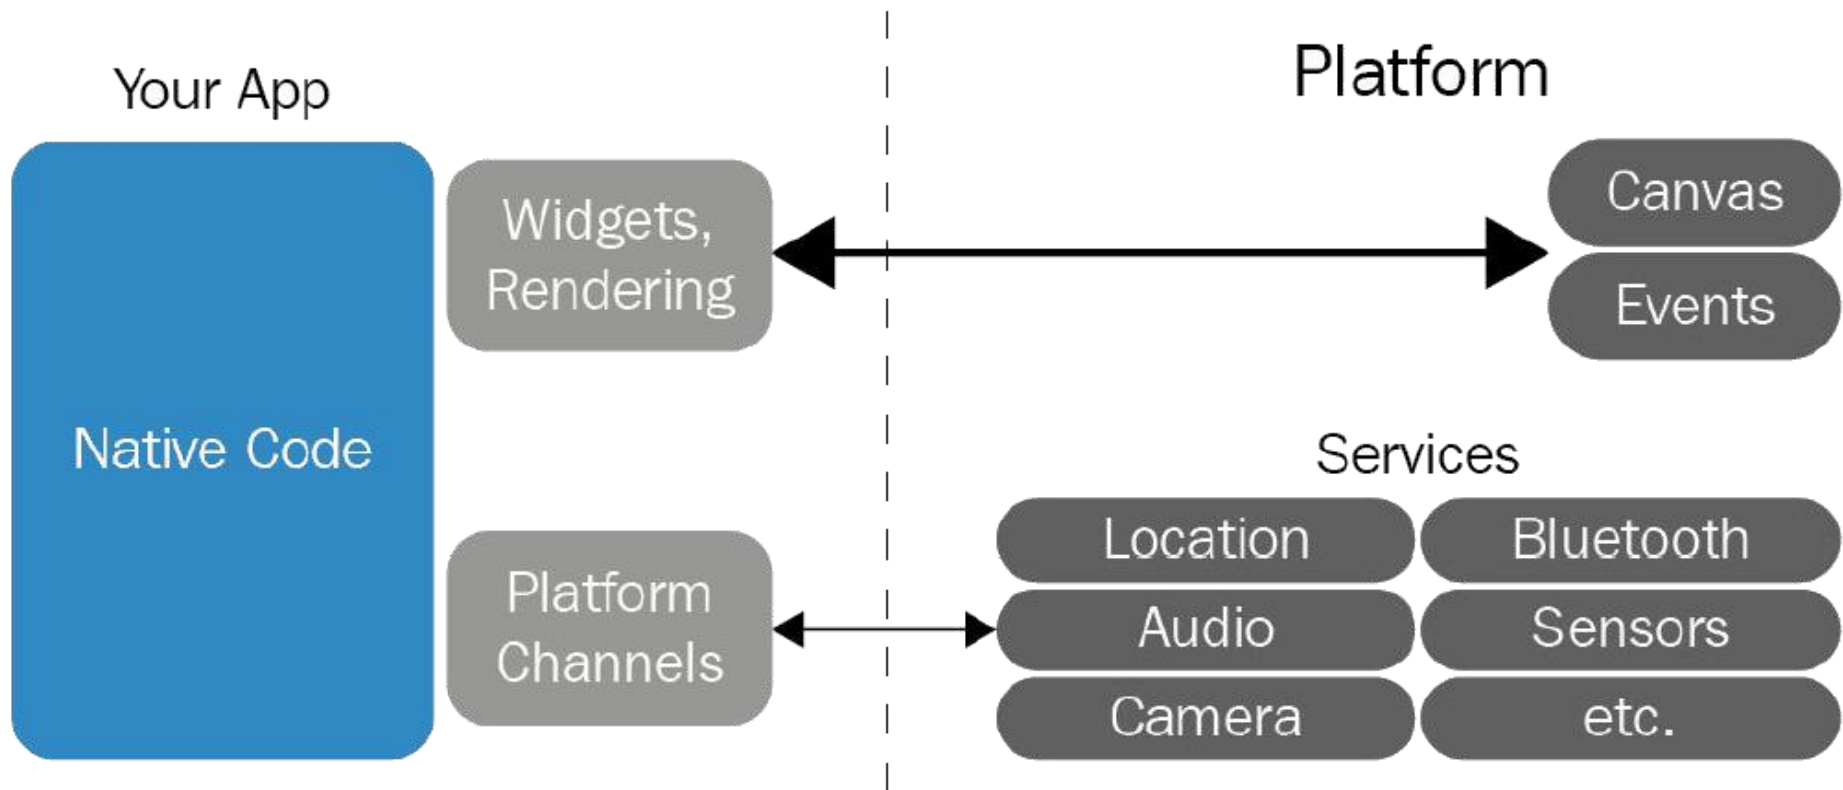 Your App
Platform
Native Code
Widgets,
Rendering
Canvas
Events
Platform
Channels
Services
Location
Bluetooth
Audio
Sensors
Camera
etc.